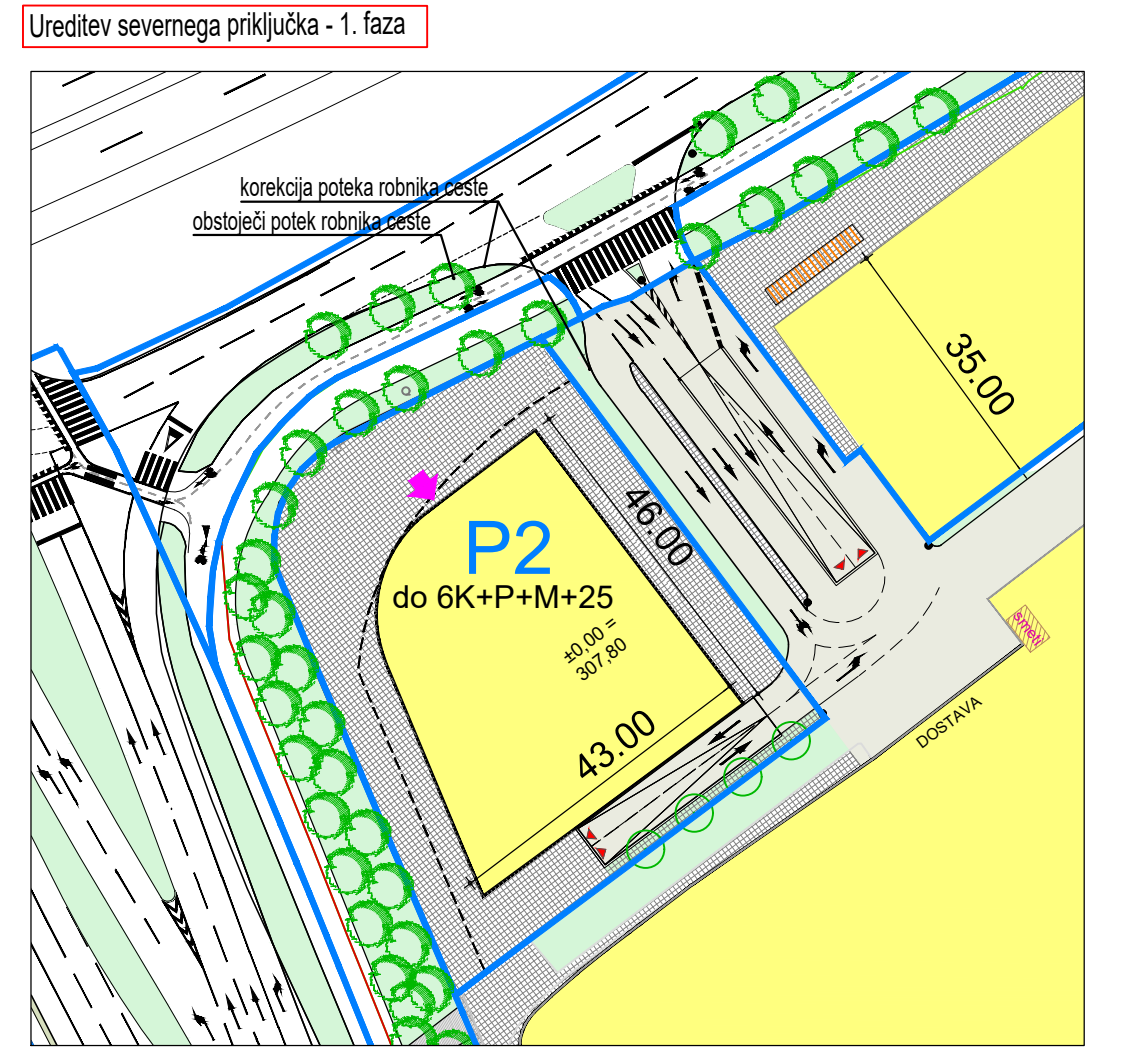 Ureditev severnega priključka - 1. faza
korekcija poteka robnika ceste
obstoječi potek robnika ceste
35.00
46.00
P2
do 6K+P+M+25
±0,00 =
307,80
smeti
43.00
DOSTAVA